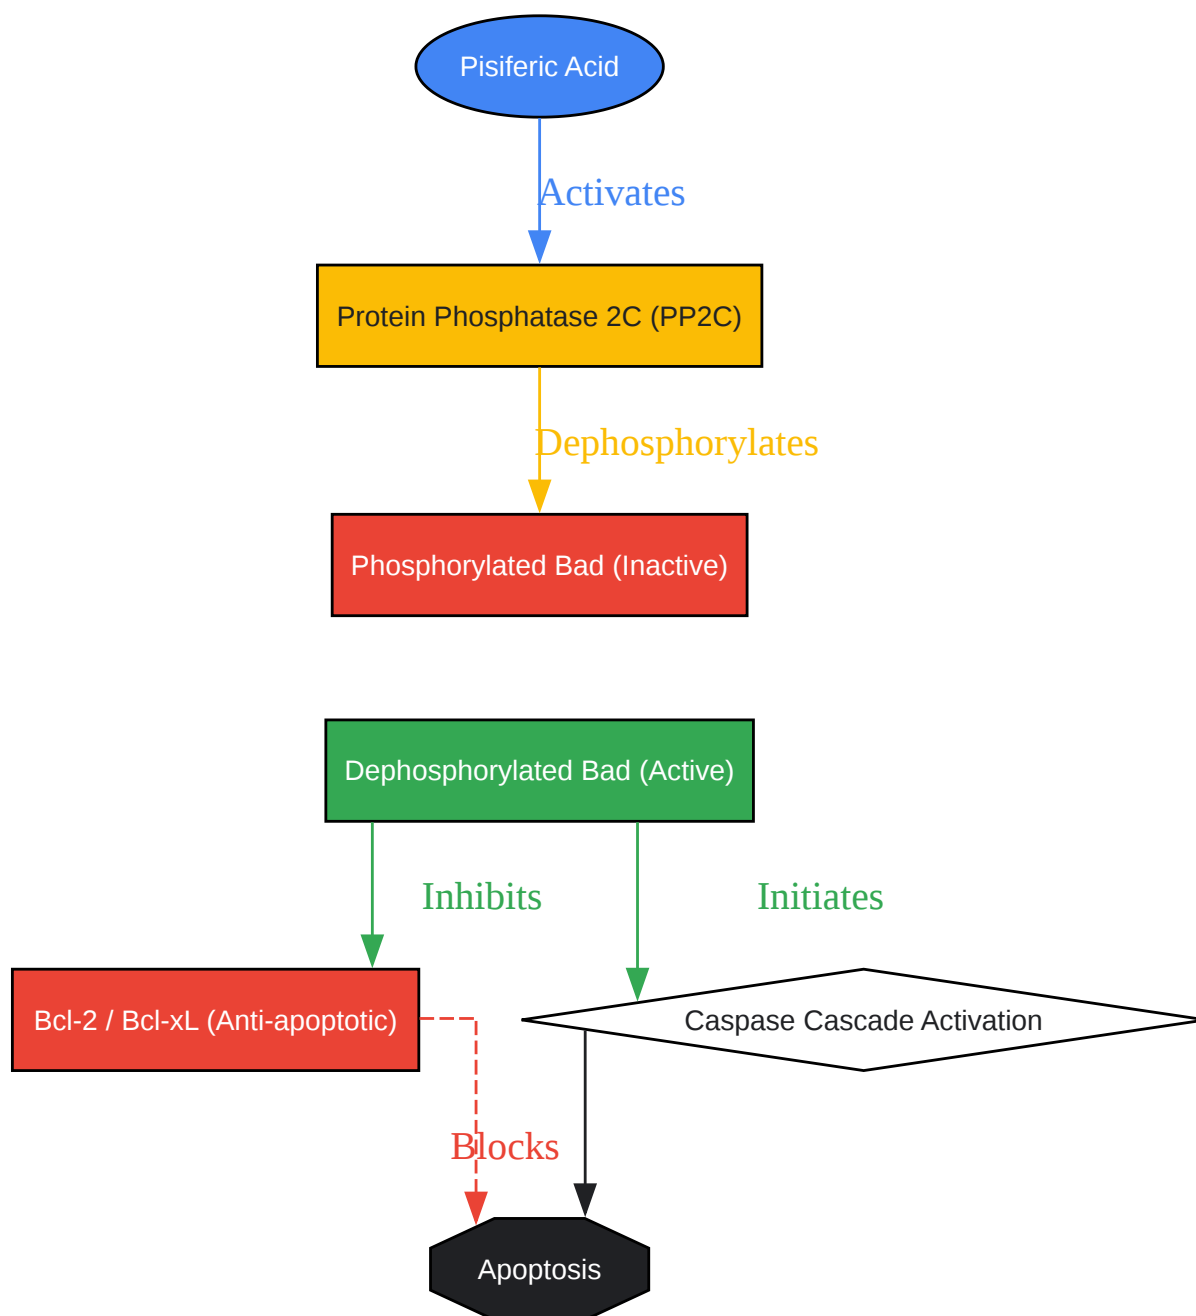 Pisiferic Acid
Activates
Protein Phosphatase 2C (PP2C)
Dephosphorylates
Phosphorylated Bad (Inactive)
Dephosphorylated Bad (Active)
Inhibits
Initiates
Bcl-2 / Bcl-xL (Anti-apoptotic)
Caspase Cascade Activation
Blocks
Apoptosis